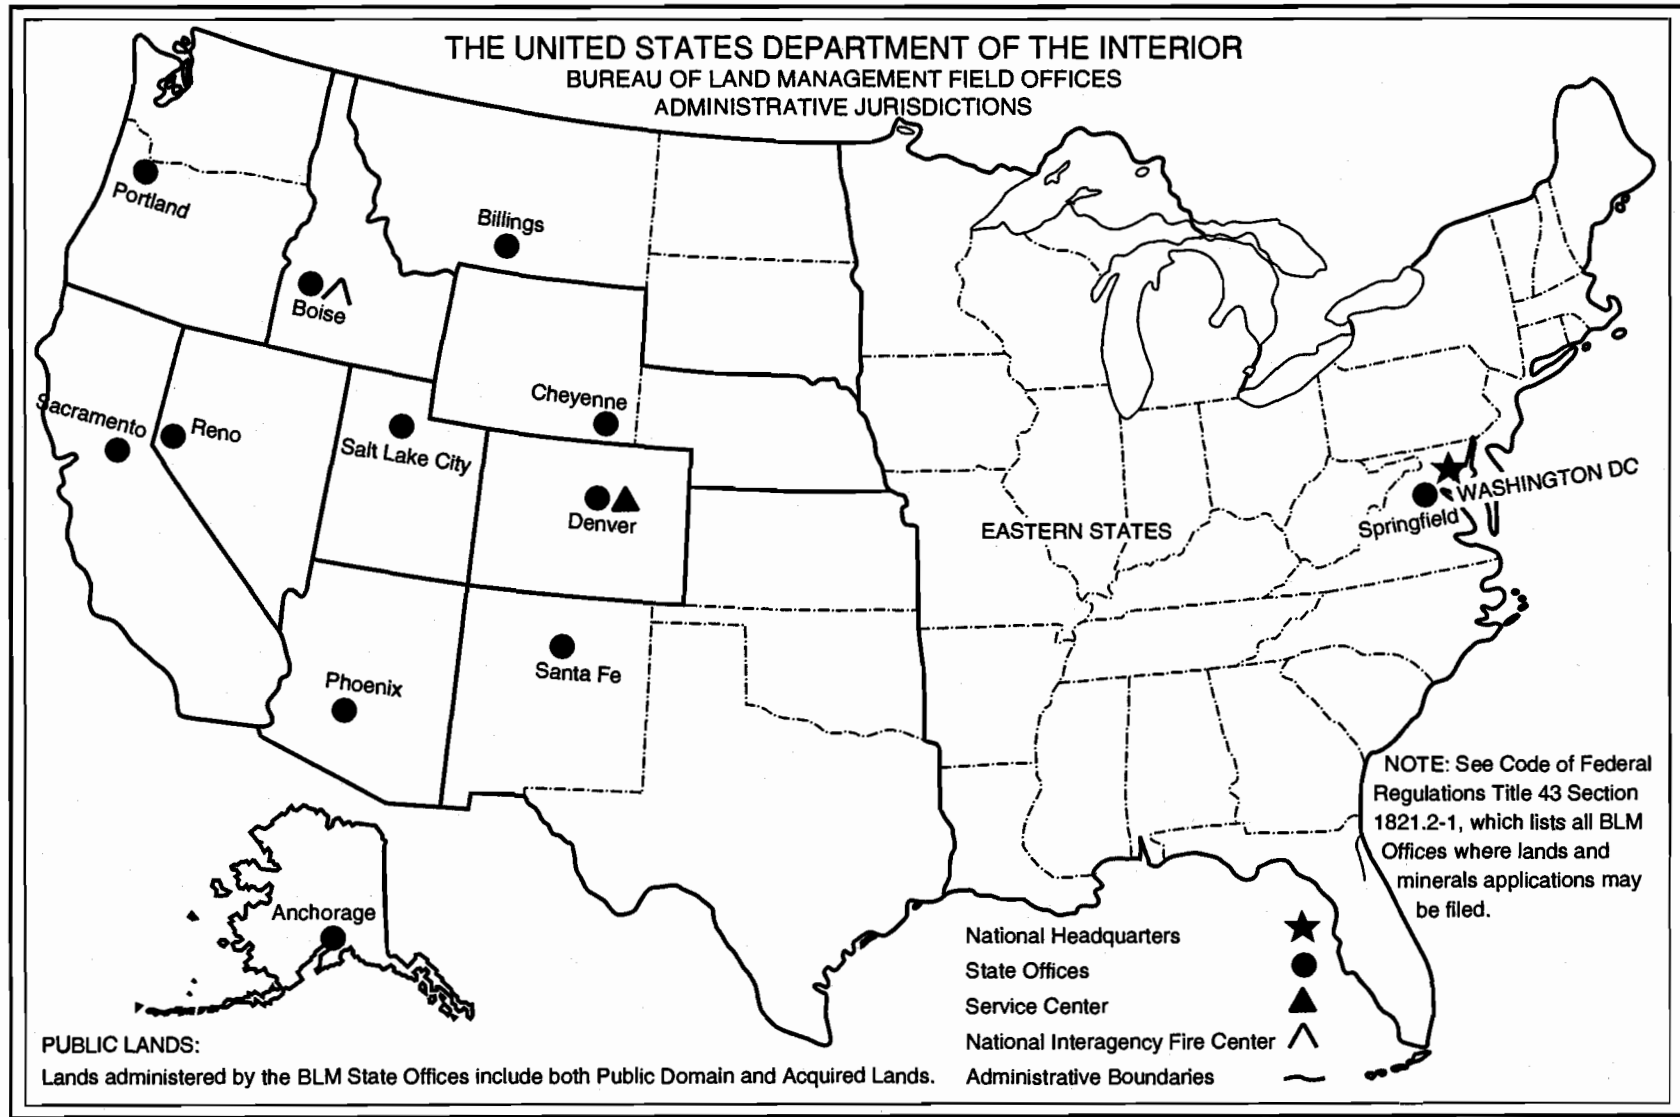 THE UNITED STATES DEPARTMENT OF THE INTERIOR
BUREAU OF LAND MANAGEMENT FIELD OFFICES
ADMINISTRATIVE JURISDICTIONS
Portland
Billings
Boise
Cheyenne
Sacramento
Reno
Salt Lake City
Denver
EASTERN STATES
WASHINGTON DC
Springfield
Santa Fe
Phoenix
Anchorage
NOTE: See Code of Federal
Regulations Title 43 Section
1821.2-1, which lists all BLM
Offices where lands and
minerals applications may
be filed.
National Headquarters
State Offices
Service Center
National Interagency Fire Center
Administrative Boundaries
PUBLIC LANDS:
Lands administered by the BLM State Offices include both Public Domain and Acquired Lands.